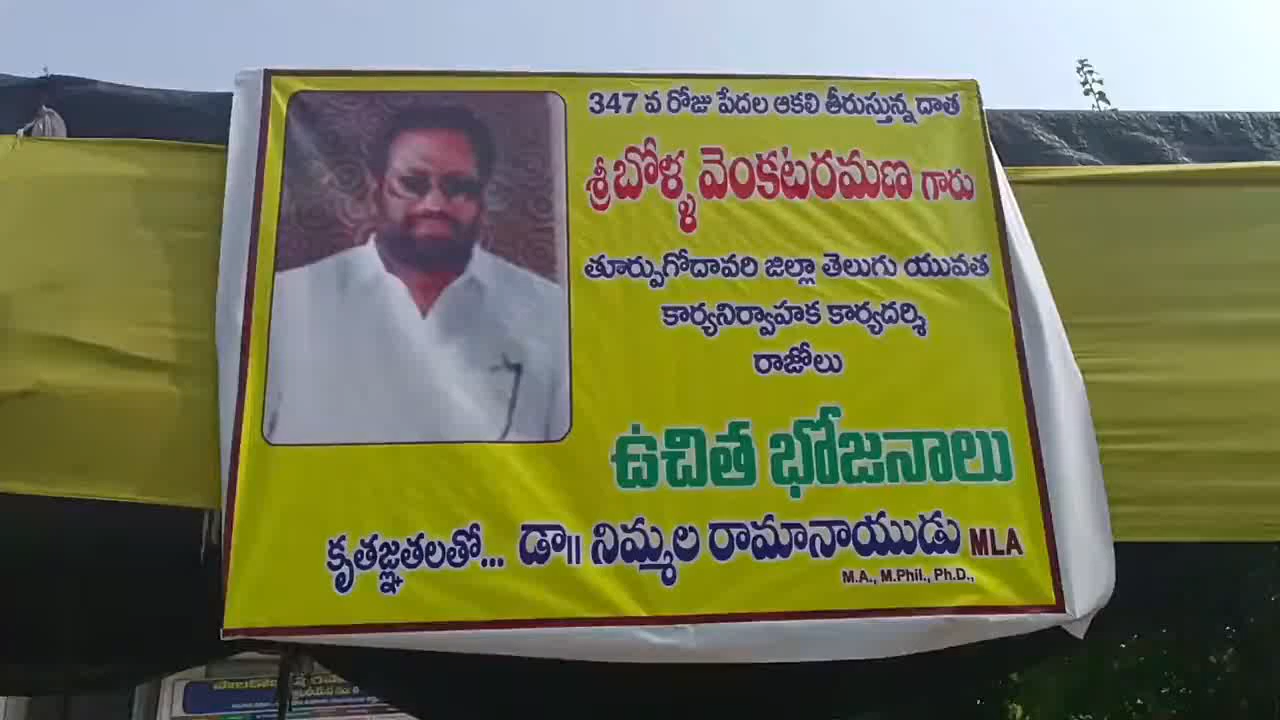 347 వ రోజు పేదల ఆకలి తీరుస్తున్న దాత
శ్రీ బోళ్ళ వెంకటరమణ గారు
తూర్పుగోదావరి జిల్లా తెలుగు యువత
కార్యనిర్వాహక కార్యదర్శి
రాజోలు
ఉచిత భోజనాలు
కృతజ్ఞతలతో... డా॥ నిమ్మల రామానాయుడు MLA
M.A., M.Phil., Ph.D.,